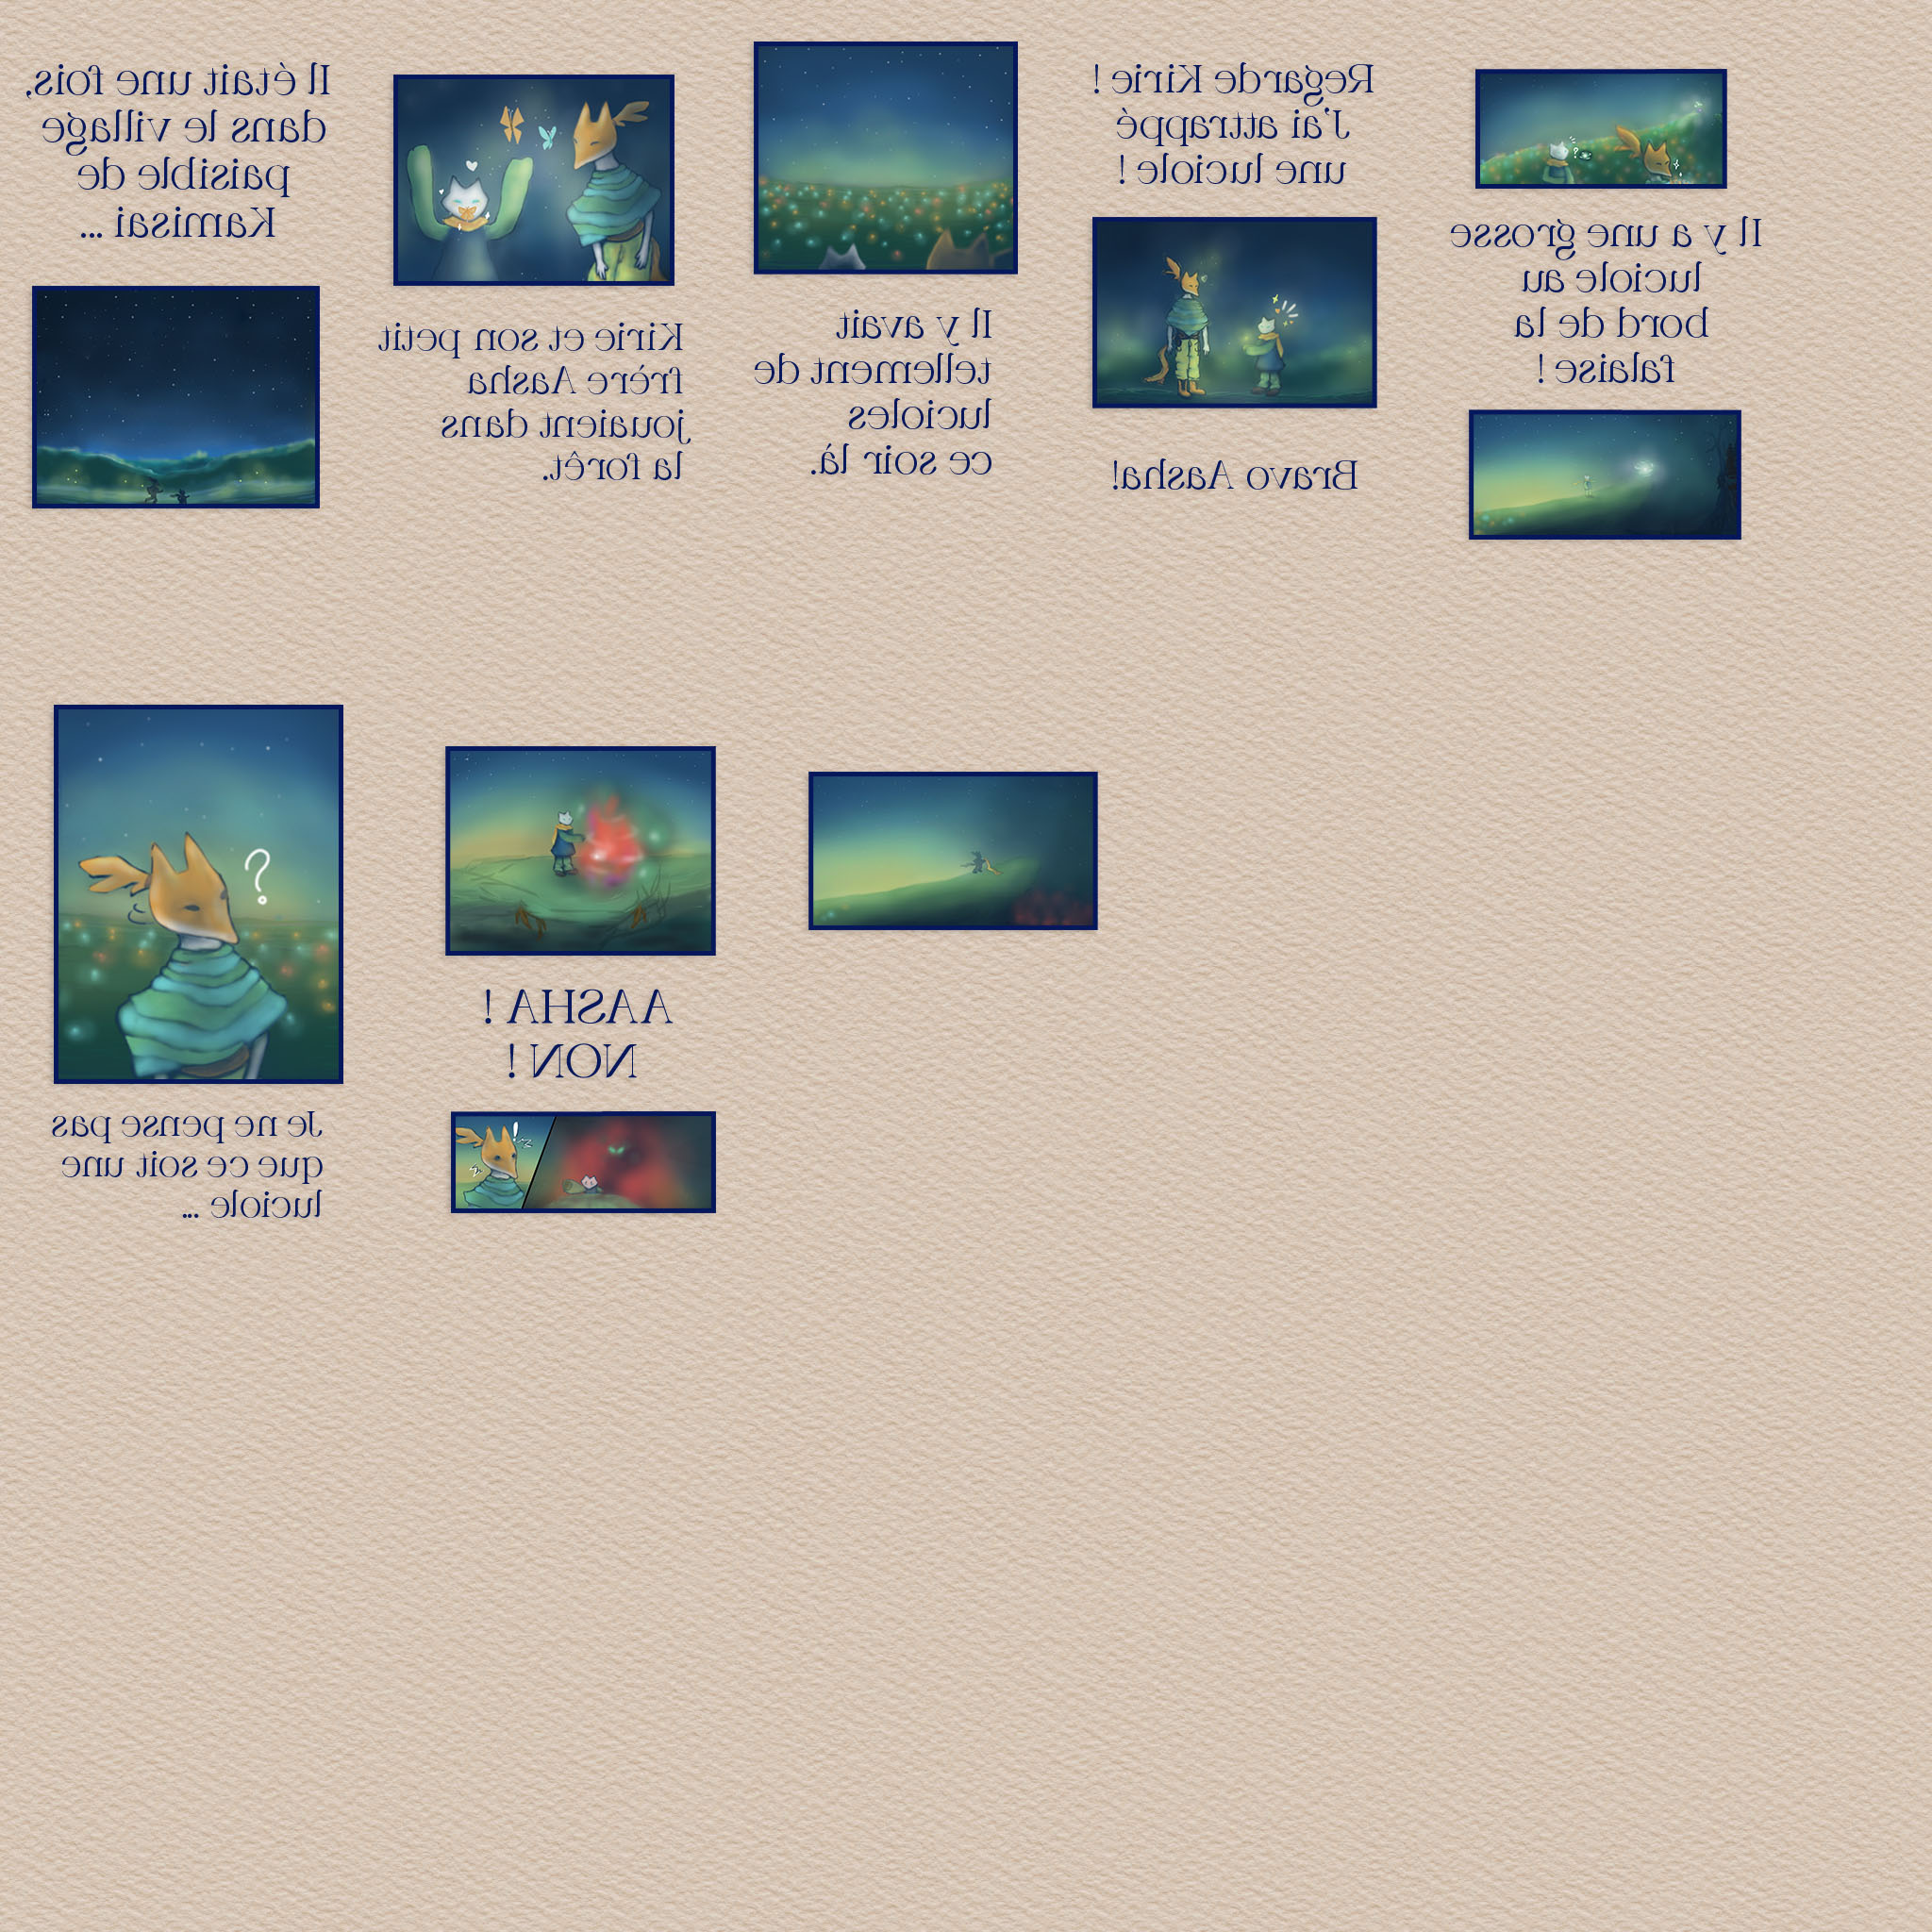 Il était une fois,
dans le village
paisible de
Kamisai ...
Kirie et son petit
frère Aasha
jouaient dans
la forêt.
Il y avait
tellement de
lucioles
ce soir là.
Regarde Kirie !
J'ai attrappé
une luciole !
Bravo Aasha!
Il y a une grosse
luciole au
bord de la
falaise !
?
?
Je ne pense pas
que ce soit une
luciole ...
AASHA !
NON !
!